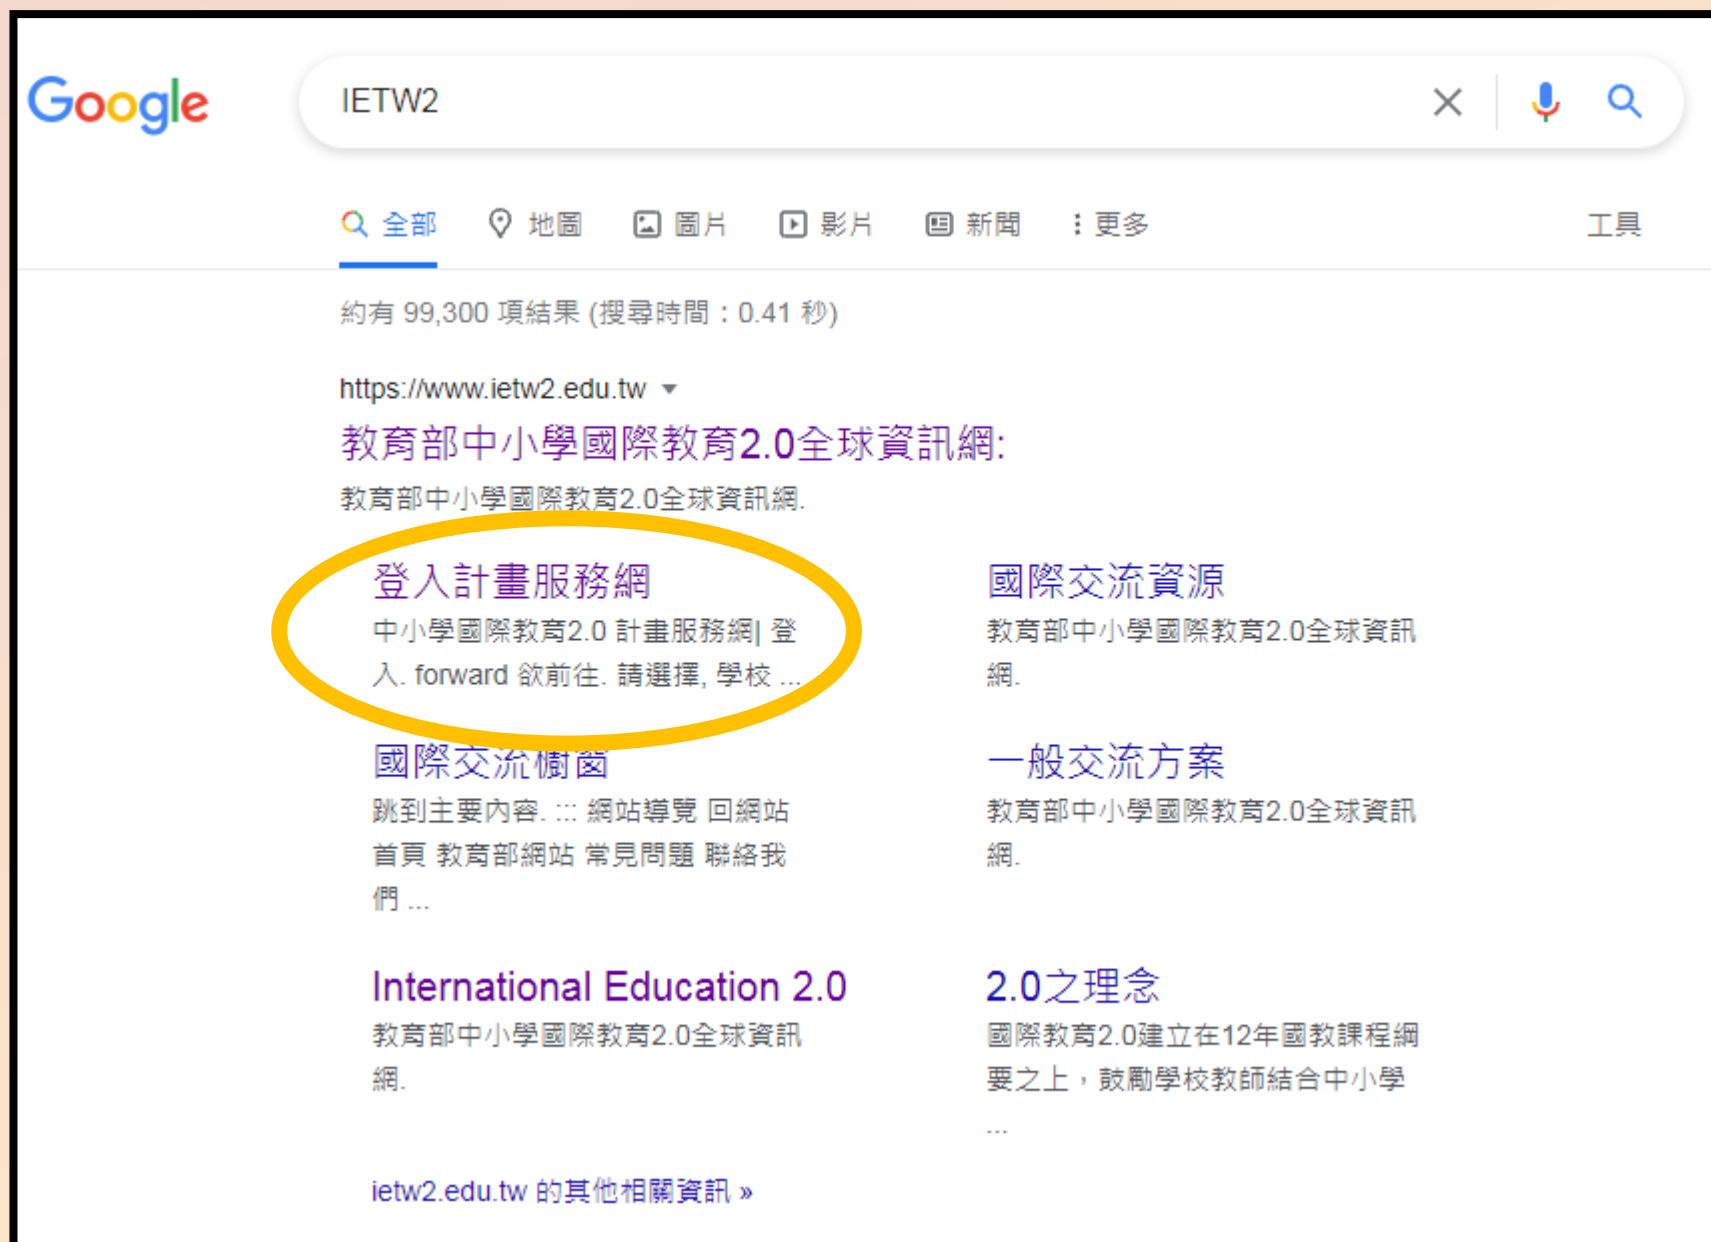 Google
IETW2
全部 地圖 圖片 影片 新聞 更多 工具
約有 99,300 項結果 (搜尋時間：0.41 秒)
https://www.ietw2.edu.tw
教育部中小學國際教育2.0全球資訊網:
教育部中小學國際教育2.0全球資訊網.
登入計畫服務網
中小學國際教育2.0 計畫服務網| 登
入. forward 欲前往. 請選擇, 學校 ...
國際交流資源
教育部中小學國際教育2.0全球資訊
網.
國際交流櫥窗
跳到主要內容. ::: 網站導覽 回網站
首頁 教育部網站 常見問題 聯絡我
們 ...
一般交流方案
教育部中小學國際教育2.0全球資訊
網.
International Education 2.0
教育部中小學國際教育2.0全球資訊
網.
2.0之理念
國際教育2.0建立在12年國教課程綱
要之上，鼓勵學校教師結合中小學
...
ietw2.edu.tw 的其他相關資訊 »